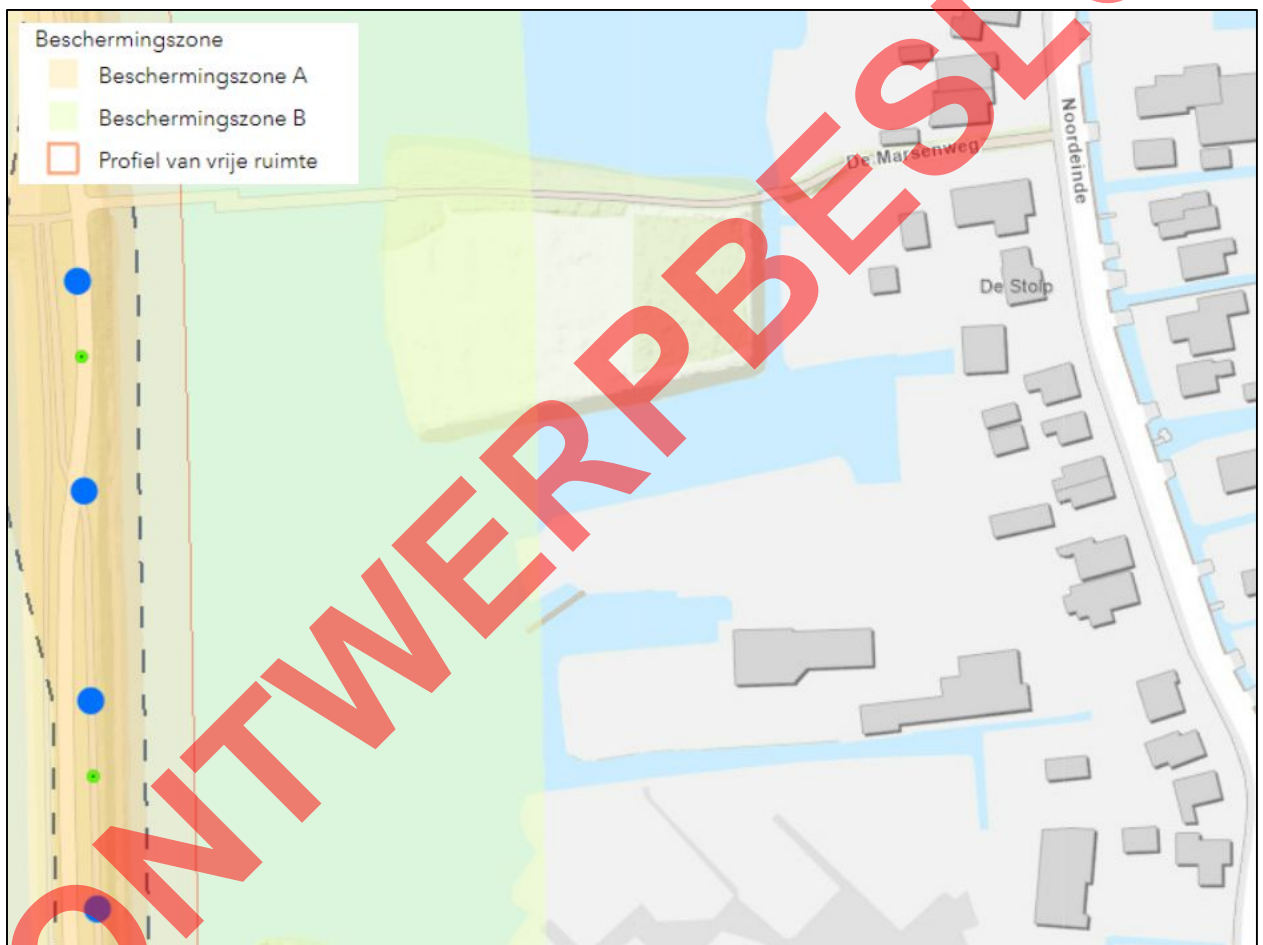 Beschermingszone
Beschermingszone A
Beschermingszone B
Profiel van vrije ruimte
De Marsenweg
Noordeinde
De Stolp
ONTWERPBESL